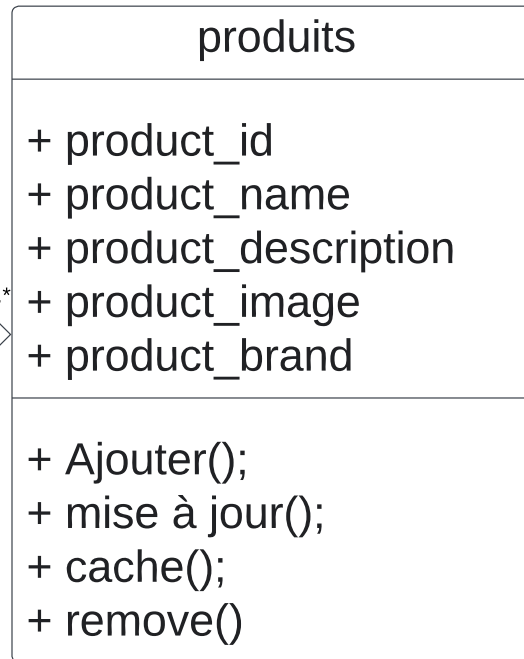 produits
+ product_id
+ product_name
+ product_description
.*
+ product_image
+ product_brand
+ Ajouter();
+ mise à jour();
+ cache();
+ remove()